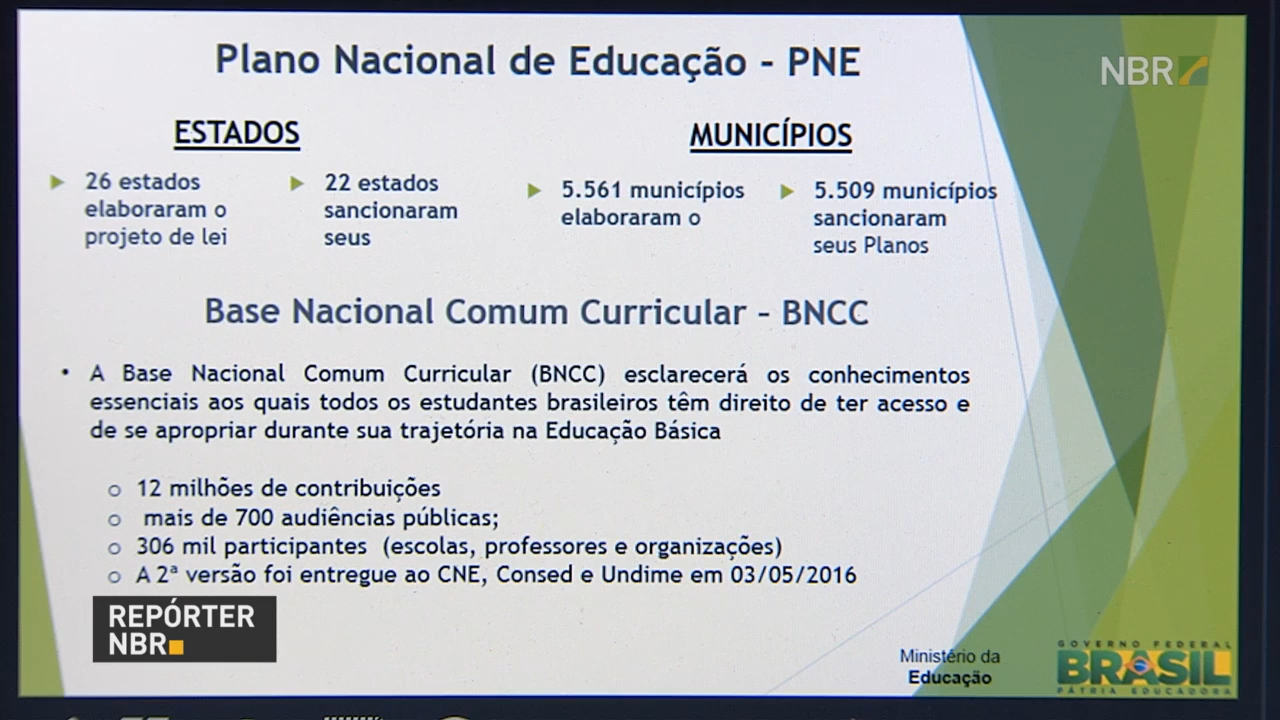 Plano Nacional de Educação - PNE
NBR
ESTADOS
MUNICÍPIOS
26 estados
elaboraram o
projeto de lei
22 estados
sancionaram
seus
5.561 municípios
elaboraram o
5.509 municípios
sancionaram
seus Planos
Base Nacional Comum Curricular - BNCC
• A Base Nacional Comum Curricular (BNCC) esclarecerá os conhecimentos
essenciais aos quais todos os estudantes brasileiros têm direito de ter acesso e
de se apropriar durante sua trajetória na Educação Básica
o 12 milhões de contribuições
o mais de 700 audiências públicas;
o 306 mil participantes (escolas, professores e organizações)
o A 2ª versão foi entregue ao CNE, Consed e Undime em 03/05/2016
REPÓRTER
NBR
Ministério da
Educação
GOVERNO FEDERAL
BRASIL
PÁTRIA EDUCADORA